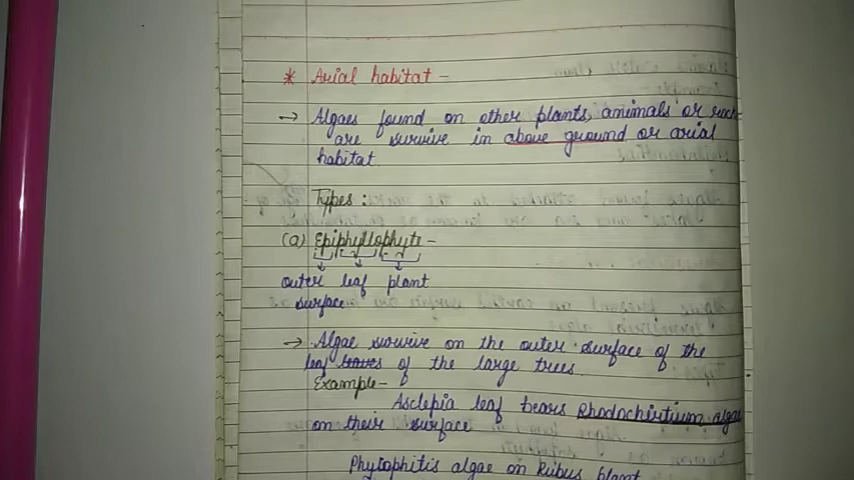 * Arial habitat -
→ Algaes found on other plants, animals or rock
are survive in above ground or arial
habitat.
Types :
(a) Epiphyllophyte -
outer leaf plant
surface
→ Algae survive on the outer surface of the
leaf leaves of the large trees.
Example -
Asclepia leaf bears Rhodochirtium algae
on their surface
Phytophitis algae on Rubus plant